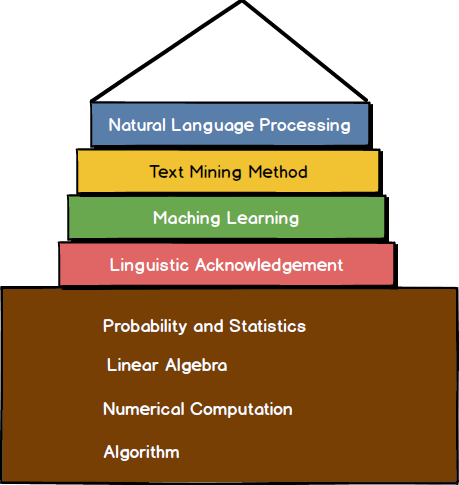 Natural Language Processing
Text Mining Method
Maching Learning
Linguistic Acknowledgement
Probability and Statistics
Linear Algebra
Numerical Computation
Algorithm